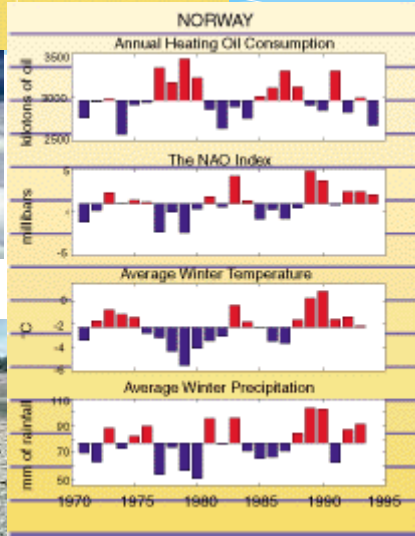 NORWAY
Annual Heating Oil Consumption
kilotons of oil
3500
3000
2500
The NAO Index
millibars
5
-5
Average Winter Temperature
°C
0
-2
-4
-6
Average Winter Precipitation
mm of rainfall
110
90
70
50
1970 1975 1980 1985 1990 1995